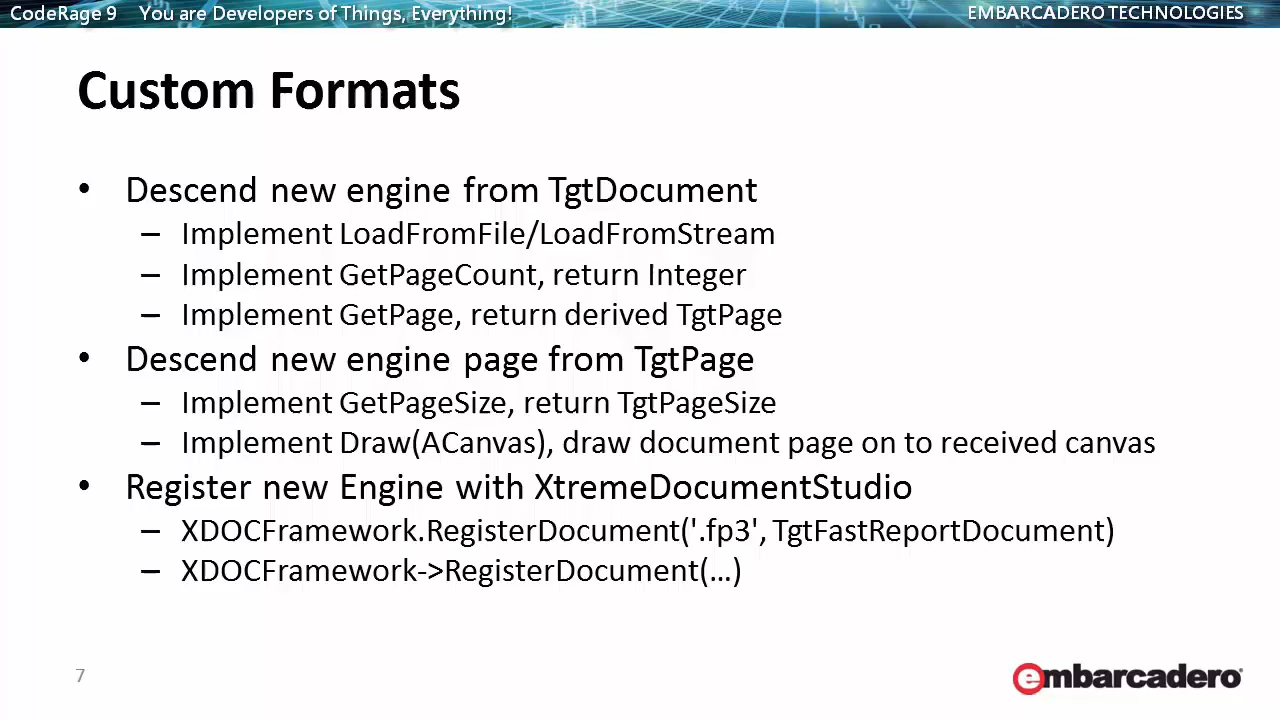 CodeRage 9 You are Developers of Things, Everything! EMBARCADERO TECHNOLOGIES
Custom Formats
• Descend new engine from TgtDocument
– Implement LoadFromFile/LoadFromStream
– Implement GetPageCount, return Integer
– Implement GetPage, return derived TgtPage
• Descend new engine page from TgtPage
– Implement GetPageSize, return TgtPageSize
– Implement Draw(ACanvas), draw document page on to received canvas
• Register new Engine with XtremeDocumentStudio
– XDOCFramework.RegisterDocument('.fp3', TgtFastReportDocument)
– XDOCFramework->RegisterDocument(…)
7
embarcadero